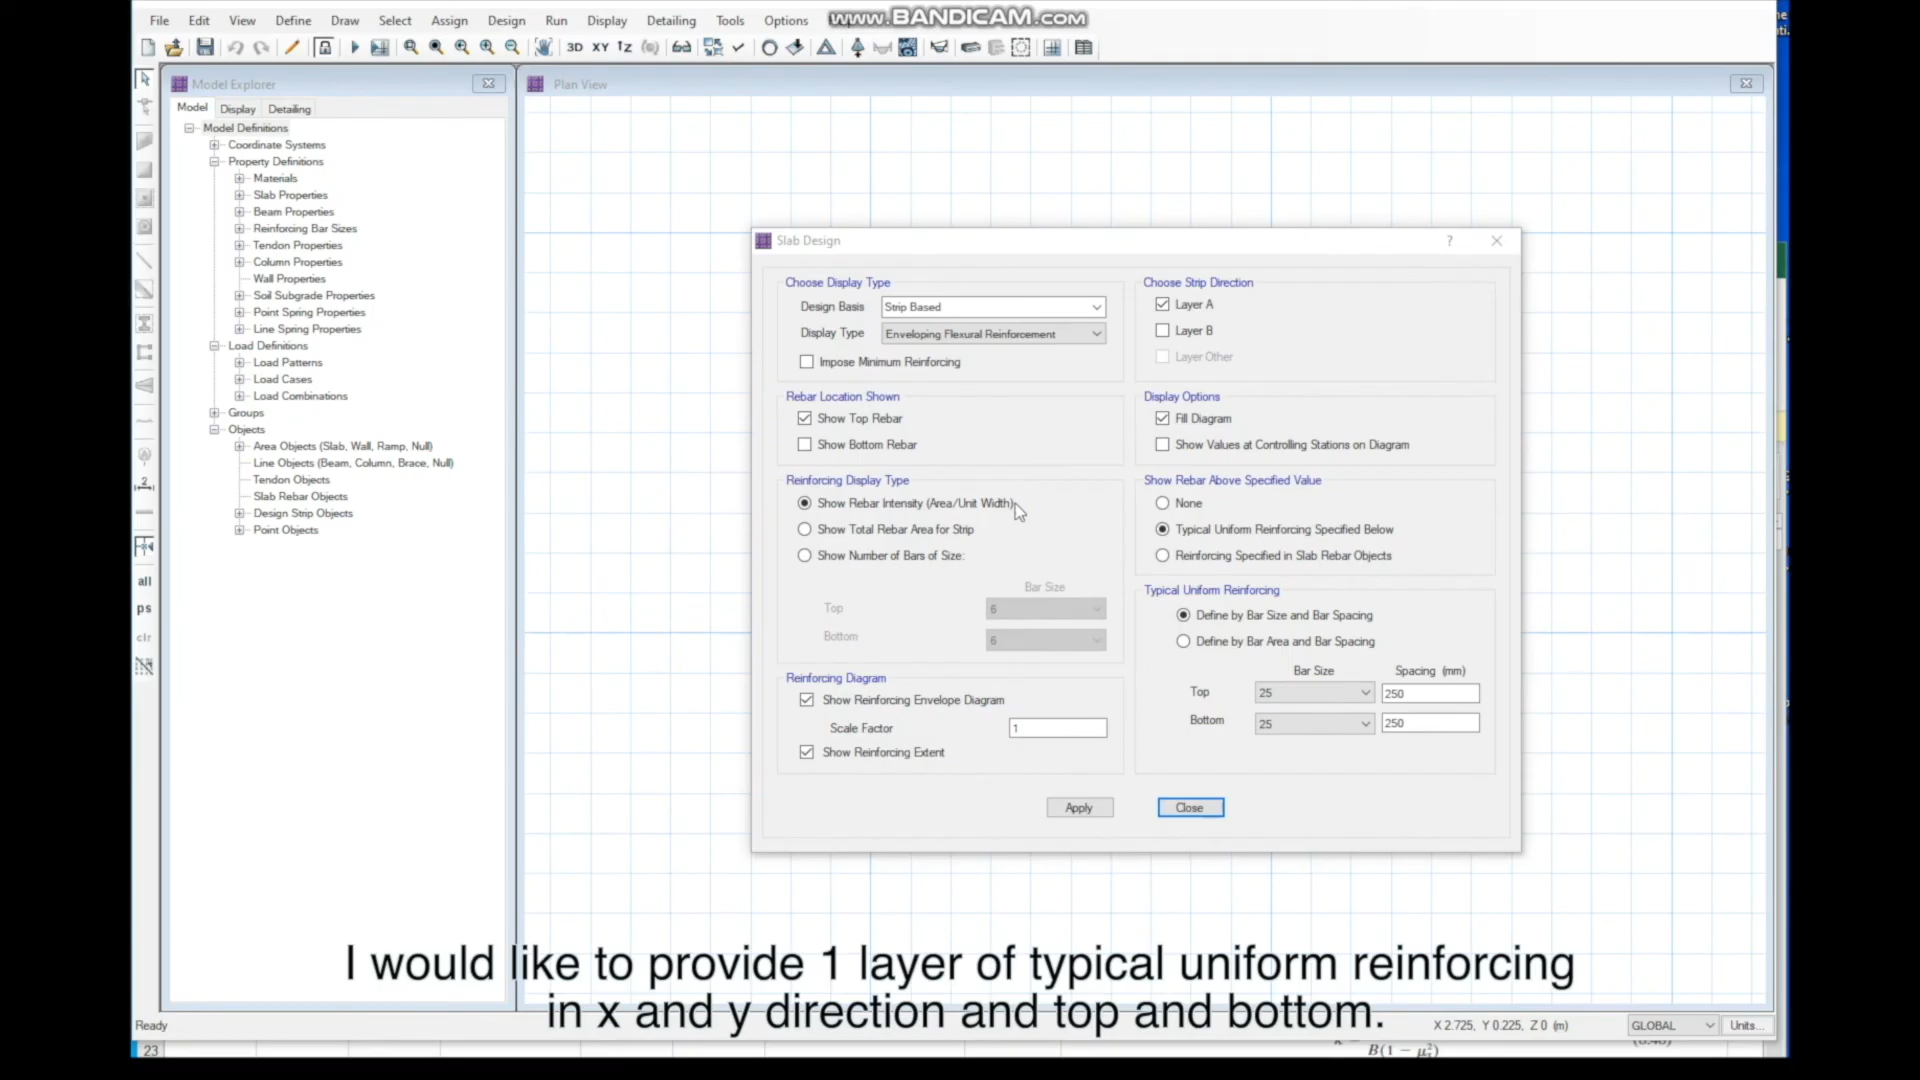 File Edit View Define Draw Select Assign Design Run Display Detailing Tools Options
www.BANDICAM.com
3D XY
Model Explorer
Plan View
Model Display Detailing
Model Definitions
Coordinate Systems
Property Definitions
Materials
Slab Properties
Beam Properties
Reinforcing Bar Sizes
Tendon Properties
Column Properties
Wall Properties
Soil Subgrade Properties
Point Spring Properties
Line Spring Properties
Load Definitions
Load Patterns
Load Cases
Load Combinations
Groups
Objects
Area Objects (Slab, Wall, Ramp, Null)
Line Objects (Beam, Column, Brace, Null)
Tendon Objects
Slab Rebar Objects
Design Strip Objects
Point Objects
all
ps
clr
Slab Design
?
Choose Display Type
Design Basis Strip Based
Display Type Enveloping Flexural Reinforcement
Impose Minimum Reinforcing
Rebar Location Shown
Show Top Rebar
Show Bottom Rebar
Reinforcing Display Type
Show Rebar Intensity (Area/Unit Width)
Show Total Rebar Area for Strip
Show Number of Bars of Size:
Bar Size
Top 6
Bottom 6
Reinforcing Diagram
Show Reinforcing Envelope Diagram
Scale Factor 1
Show Reinforcing Extent
Choose Strip Direction
Layer A
Layer B
Layer Other
Display Options
Fill Diagram
Show Values at Controlling Stations on Diagram
Show Rebar Above Specified Value
None
Typical Uniform Reinforcing Specified Below
Reinforcing Specified in Slab Rebar Objects
Typical Uniform Reinforcing
Define by Bar Size and Bar Spacing
Define by Bar Area and Bar Spacing
Bar Size Spacing (mm)
Top 25 250
Bottom 25 250
Apply Close
I would like to provide 1 layer of typical uniform reinforcing
in x and y direction and top and bottom.
Ready
X 2.725, Y 0.225, Z 0 (m) GLOBAL Units...
23